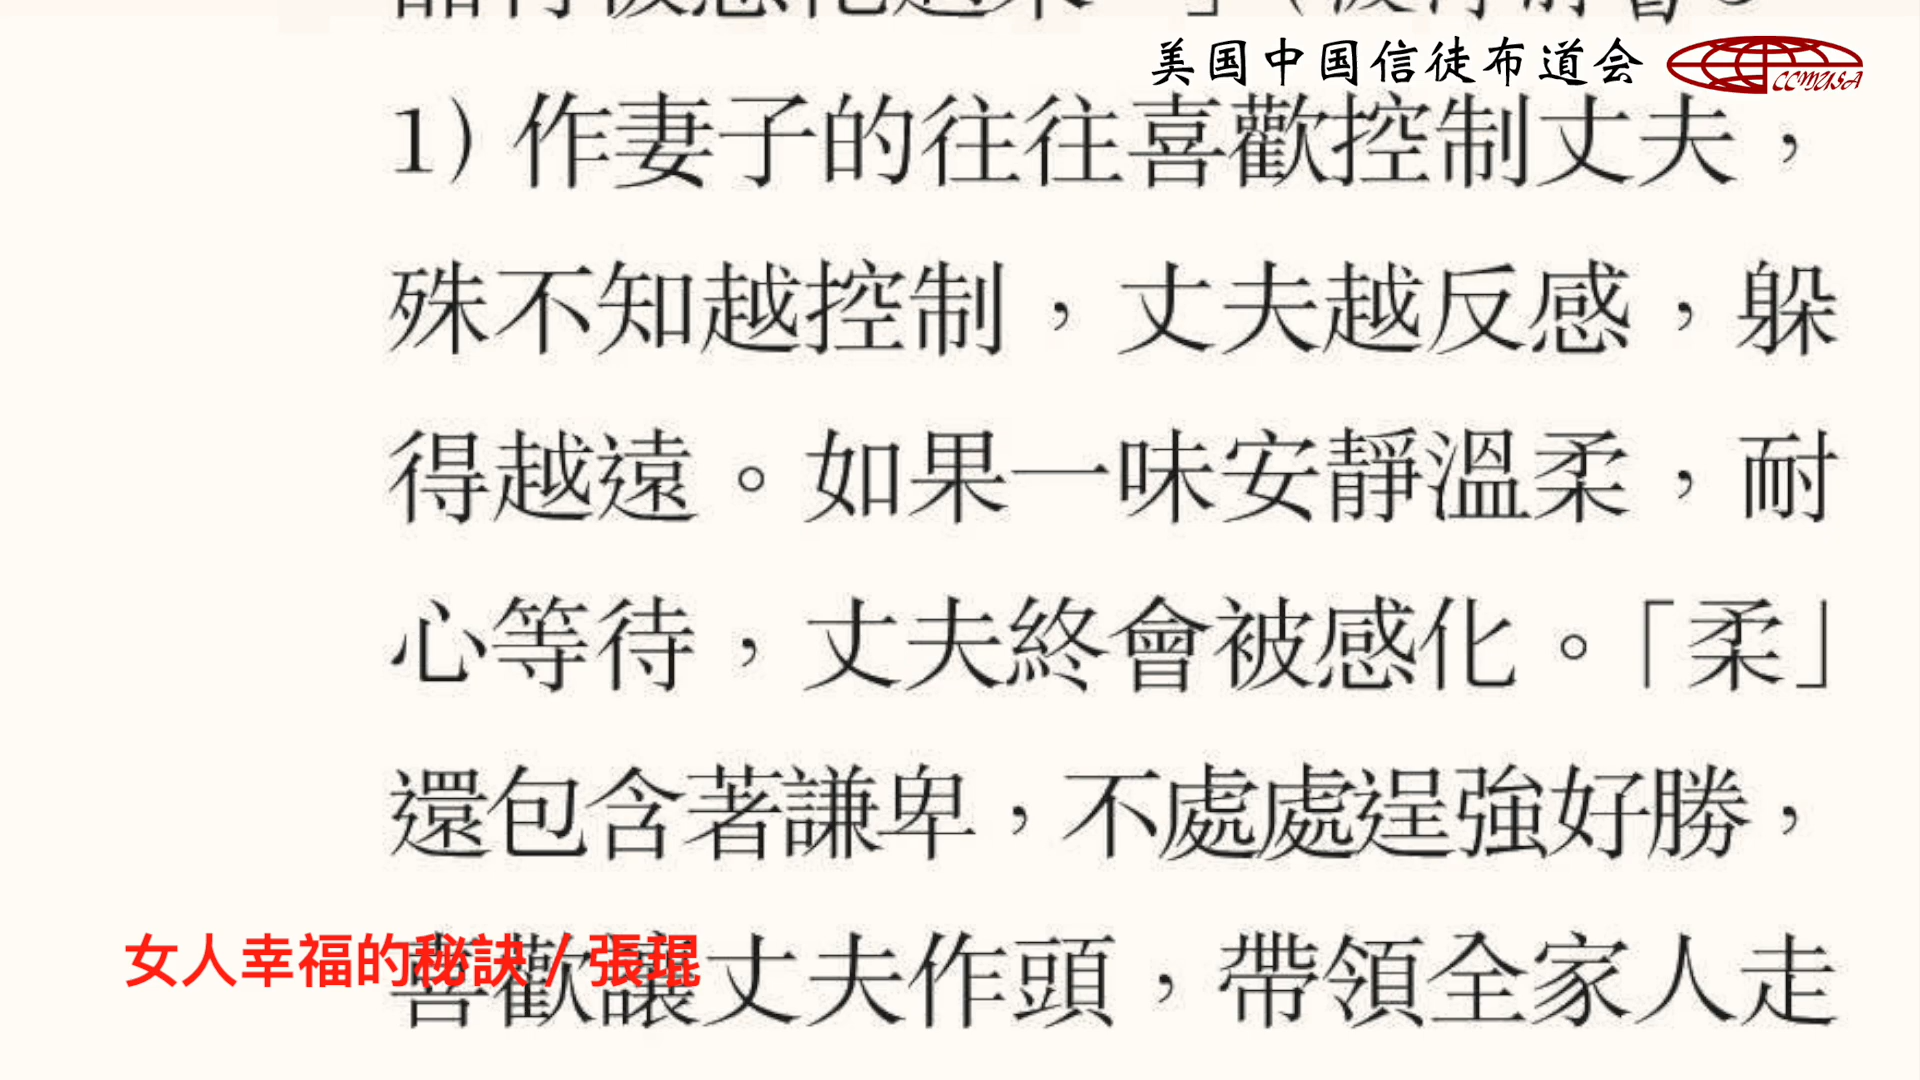 美国中国信徒布道会
CCMUSA
1) 作妻子的往往喜歡控制丈夫，
殊不知越控制，丈夫越反感，躲
得越遠。如果一味安靜溫柔，耐
心等待，丈夫終會被感化。「柔」
還包含著謙卑，不處處逞強好勝，
喜歡讓丈夫作頭，帶領全家人走
女人幸福的秘訣 / 張琨